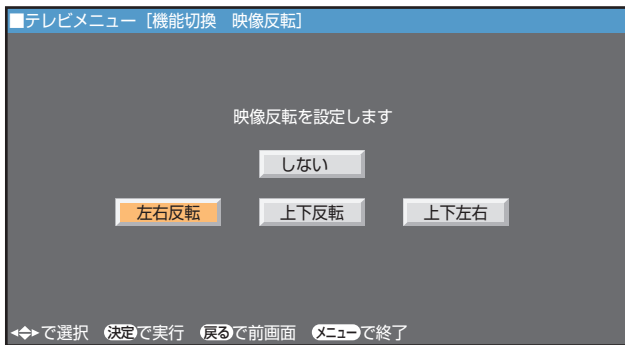 ■テレビメニュー［機能切換　映像反転］
映像反転を設定します
しない
左右反転　上下反転　上下左右
で選択　決定で実行　戻るで前画面　メニューで終了